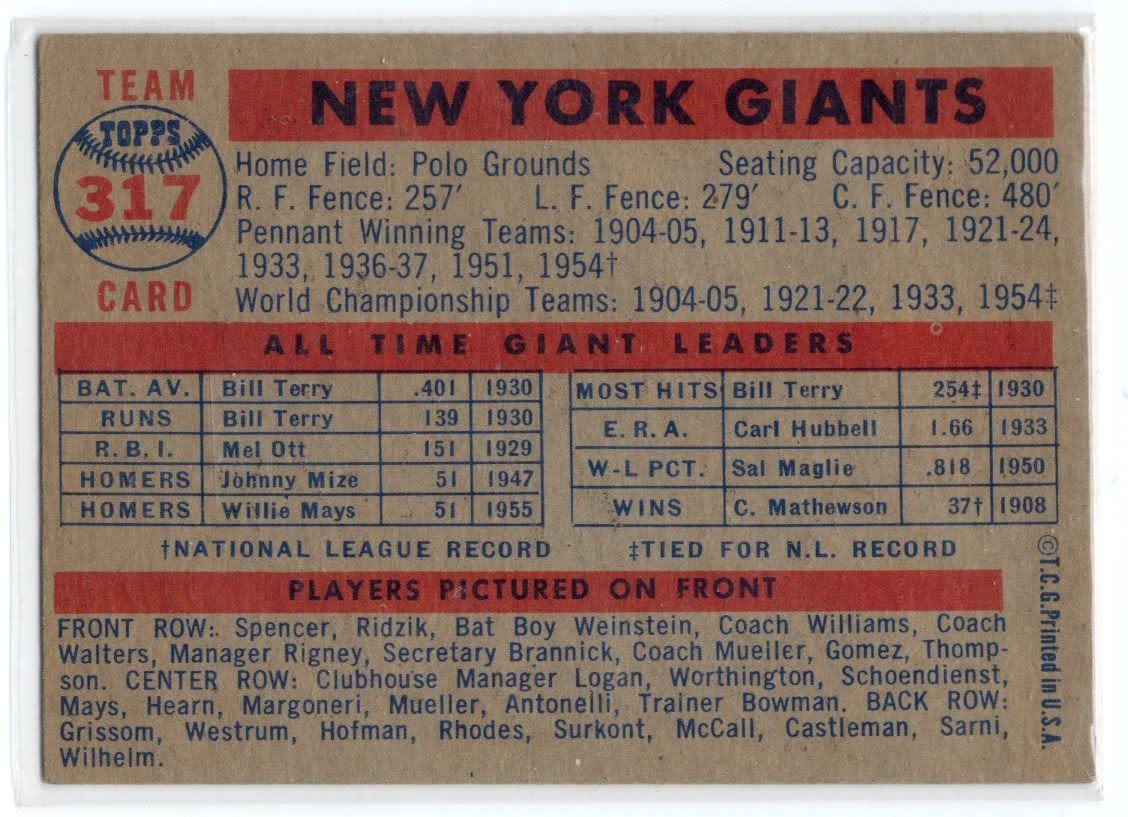 TEAM
TOPPS
317
CARD
NEW YORK GIANTS
Home Field: Polo Grounds Seating Capacity: 52,000
R. F. Fence: 257′ L. F. Fence: 279′ C. F. Fence: 480′
Pennant Winning Teams: 1904-05, 1911-13, 1917, 1921-24,
1933, 1936-37, 1951, 1954†
World Championship Teams: 1904-05, 1921-22, 1933, 1954‡
ALL TIME GIANT LEADERS
BAT. AV. Bill Terry .401 1930
RUNS Bill Terry 139 1930
R. B. I. Mel Ott 151 1929
HOMERS Johnny Mize 51 1947
HOMERS Willie Mays 51 1955
MOST HITS Bill Terry 254‡ 1930
E. R. A. Carl Hubbell 1.66 1933
W-L PCT. Sal Maglie .818 1950
WINS C. Mathewson 37† 1908
†NATIONAL LEAGUE RECORD ‡TIED FOR N.L. RECORD
PLAYERS PICTURED ON FRONT
FRONT ROW: Spencer, Ridzik, Bat Boy Weinstein, Coach Williams, Coach
Walters, Manager Rigney, Secretary Brannick, Coach Mueller, Gomez, Thomp-
son. CENTER ROW: Clubhouse Manager Logan, Worthington, Schoendienst,
Mays, Hearn, Margoneri, Mueller, Antonelli, Trainer Bowman. BACK ROW:
Grissom, Westrum, Hofman, Rhodes, Surkont, McCall, Castleman, Sarni,
Wilhelm.
©T.C.G. Printed in U.S.A.